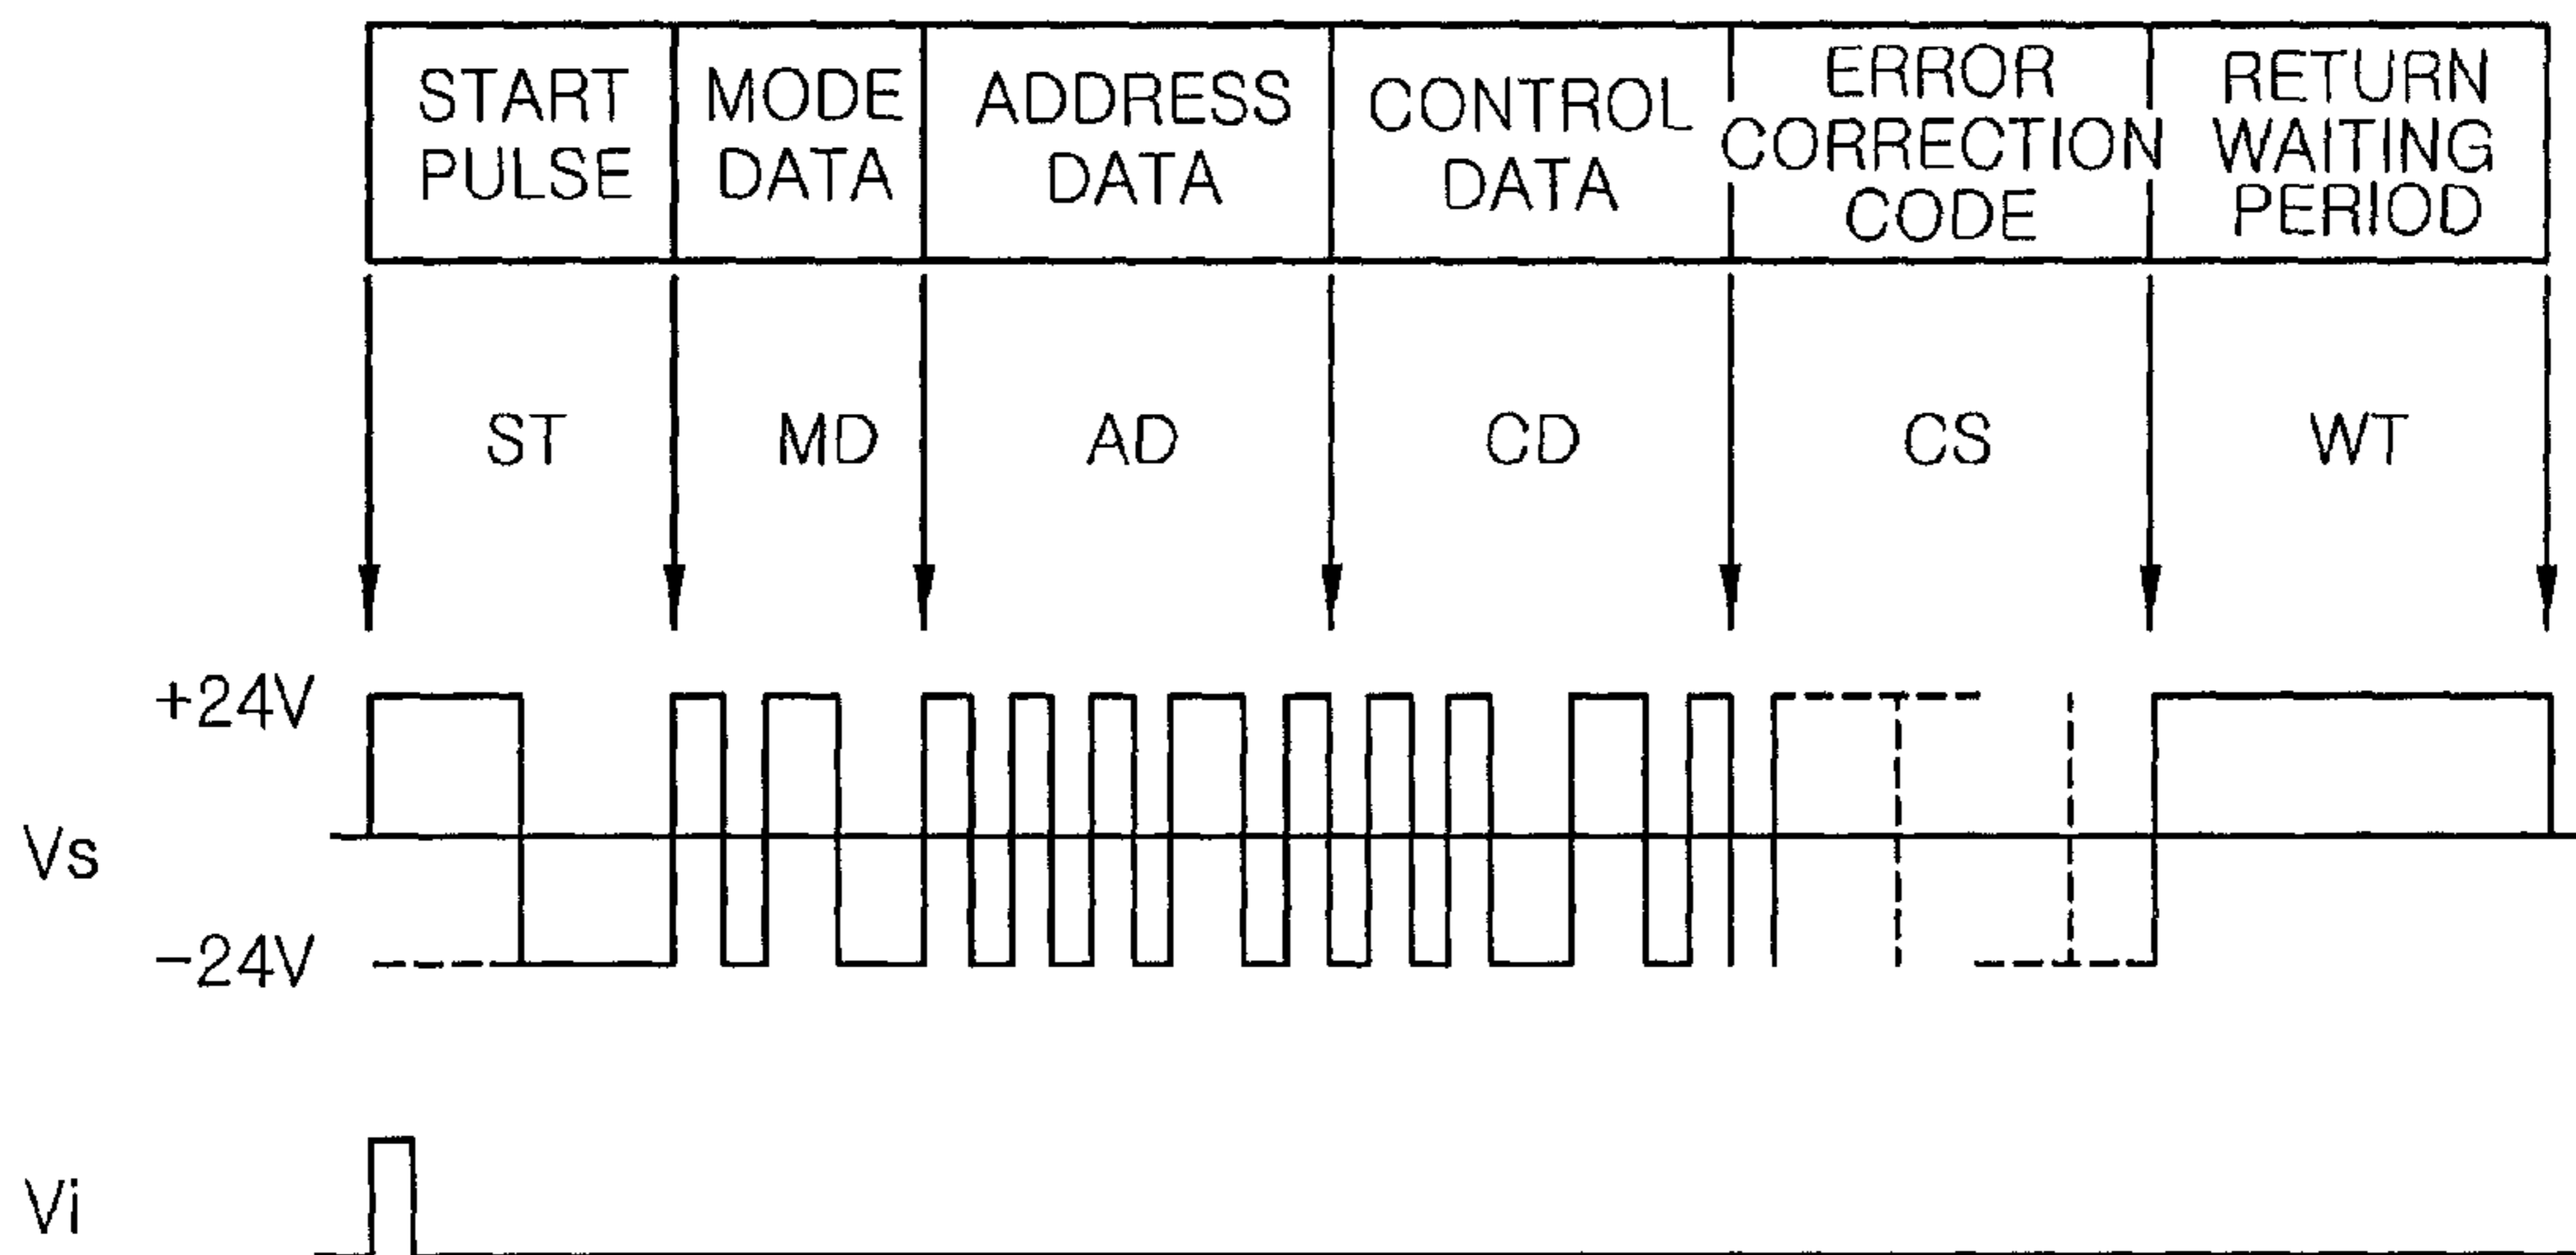 START
PULSE
MODE
DATA
ADDRESS
DATA
CONTROL
DATA
ERROR
CORRECTION
CODE
RETURN
WAITING
PERIOD
ST
MD
AD
CD
CS
WT
+24V
Vs
-24V
Vi